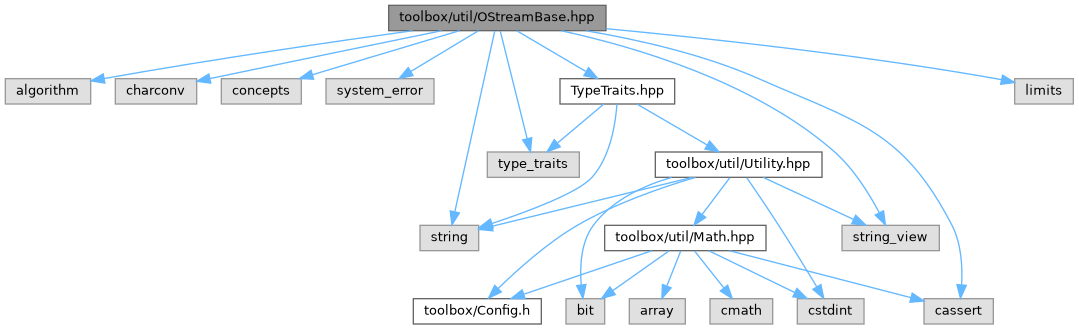 toolbox/util/OStreamBase.hpp
algorithm
charconv
concepts
system_error
TypeTraits.hpp
limits
type_traits
toolbox/util/Utility.hpp
string
toolbox/util/Math.hpp
string_view
toolbox/Config.h
bit
array
cmath
cstdint
cassert